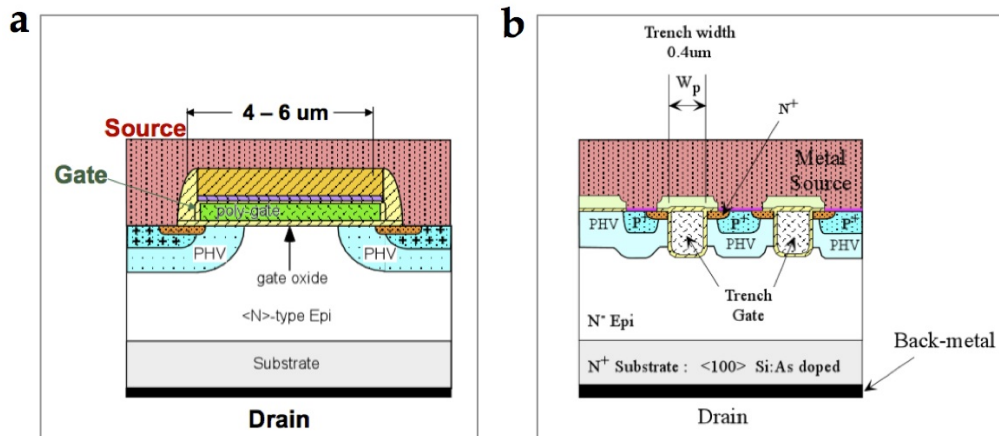 a
4 – 6 um
Source
Gate
poly-gate
PHV
PHV
gate oxide
<N>-type Epi
Substrate
Drain
b
Trench width
0.4um
Wp
N+
Metal
Source
PHV
P+
P+
PHV
P+
PHV
Trench
Gate
N- Epi
N+ Substrate : <100> Si:As doped
Back-metal
Drain